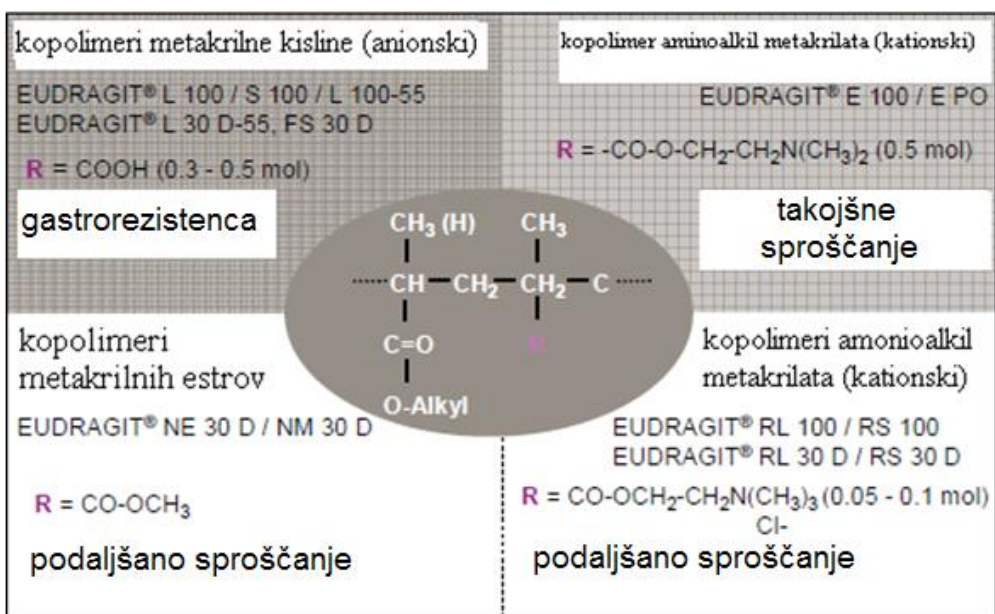 kopolimeri metakrilne kisline (anionski)
EUDRAGIT® L 100 / S 100 / L 100-55
EUDRAGIT® L 30 D-55, FS 30 D
R = COOH (0.3 - 0.5 mol)
gastrorezistenca
kopolimer aminoalkil metakrilata (kationski)
EUDRAGIT® E 100 / E PO
R = -CO-O-CH₂-CH₂N(CH₃)₂ (0.5 mol)
takojšne
sproščanje
CH₃ (H) CH₃
CH CH₂ CH₂ C
C=O R
O-Alkyl
kopolimeri
metakrilnih estrov
EUDRAGIT® NE 30 D / NM 30 D
R = CO-OCH₃
podaljšano sproščanje
kopolimeri amonioalkil
metakrilata (kationski)
EUDRAGIT® RL 100 / RS 100
EUDRAGIT® RL 30 D / RS 30 D
R = CO-OCH₂-CH₂N(CH₃)₃ (0.05 - 0.1 mol)
Cl-
podaljšano sproščanje